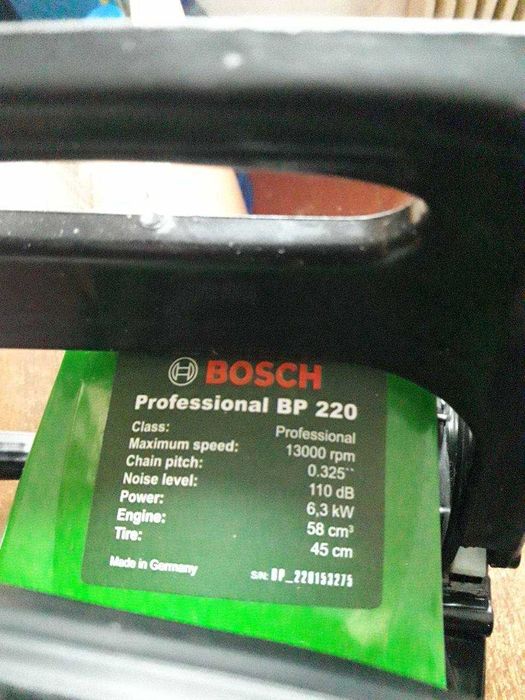 BOSCH
Professional BP 220
Class: Professional
Maximum speed: 13000 rpm
Chain pitch: 0.325``
Noise level: 110 dB
Power: 6,3 kW
Engine: 58 cm³
Tire: 45 cm
Made in Germany S/N: BP_220153275